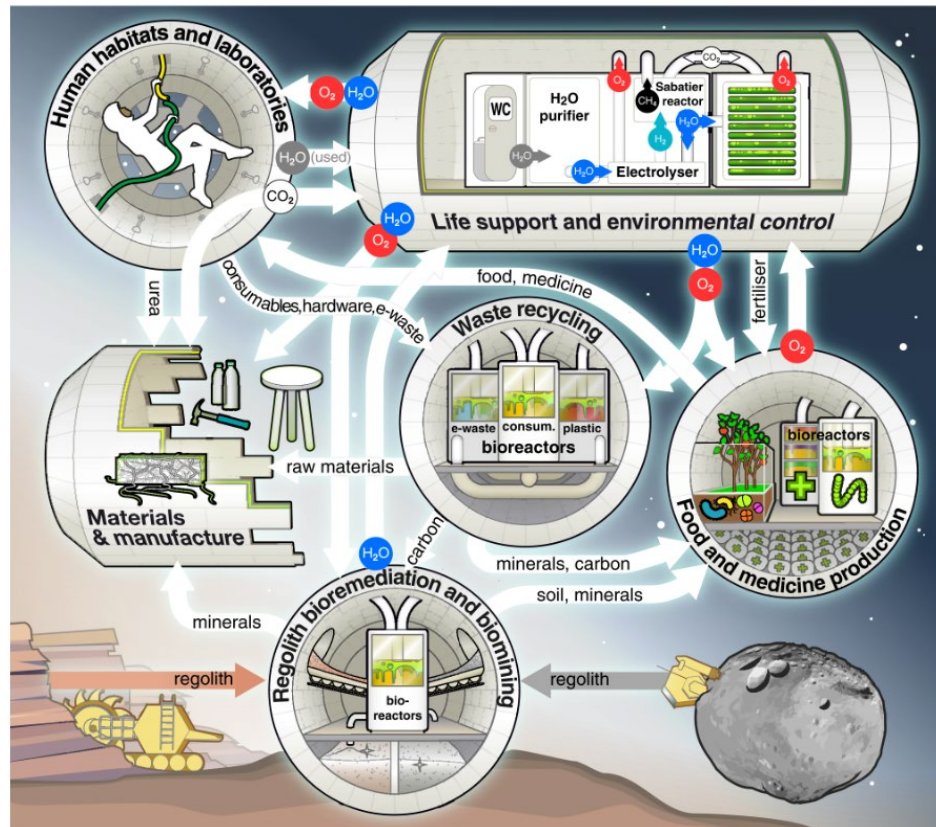 Human habitats and laboratories
O₂
H₂O
H₂O (used)
CO₂
WC
H₂O
purifier
H₂O
H₂O
O₂
CH₄
CO₂
Sabatier
reactor
H₂
H₂O
Electrolyser
O₂
Life support and environmental control
H₂O
O₂
H₂O
O₂
urea
consumables, hardware, e-waste
food, medicine
fertiliser
O₂
Waste recycling
e-waste
consum.
plastic
bioreactors
raw materials
Materials
& manufacture
bioreactors
Food and medicine production
H₂O
carbon
minerals, carbon
soil, minerals
minerals
Regolith bioremediation and biomining
bio-
reactors
regolith
regolith